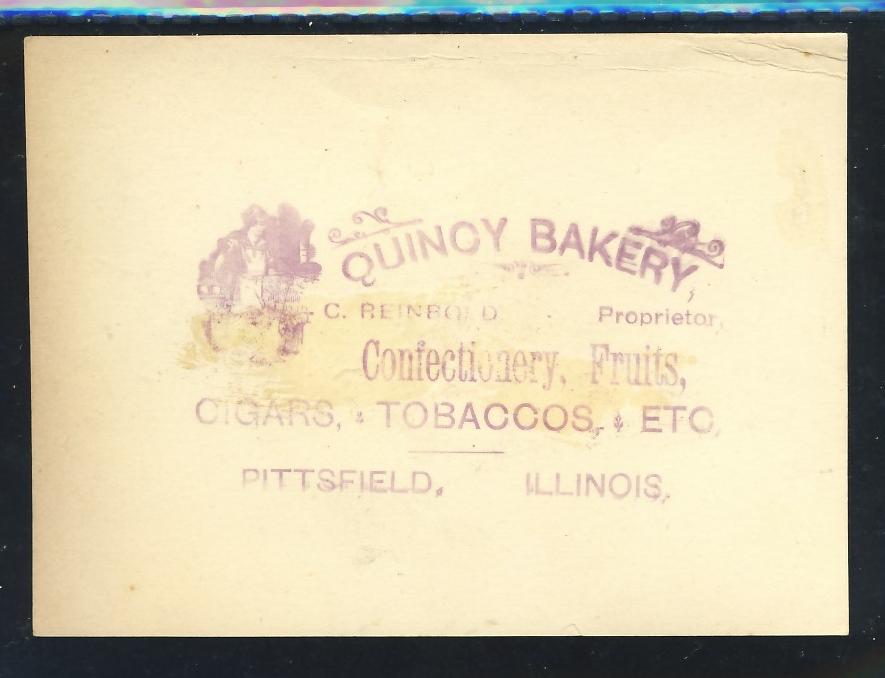 QUINCY BAKERY,
C. REINBOLD Proprietor,
Confectionery, Fruits,
CIGARS, TOBACCOS, ETC,
PITTSFIELD, ILLINOIS,